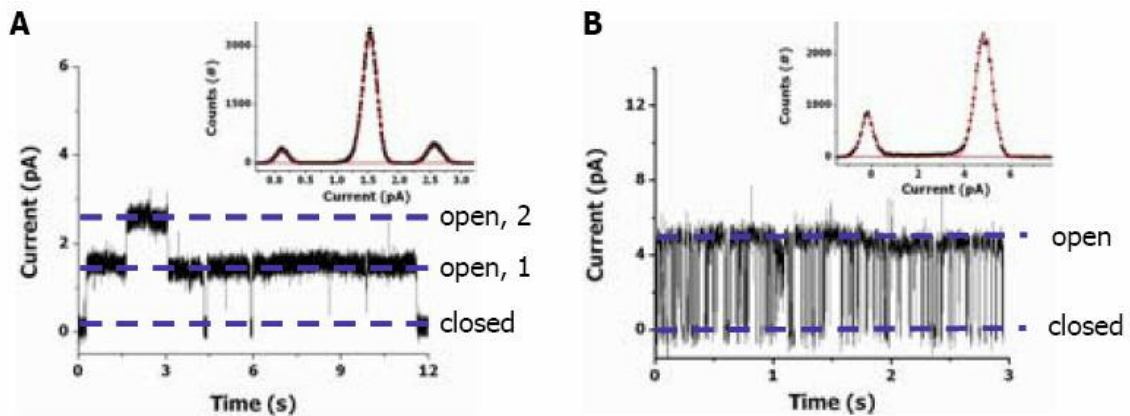 A
B
Counts (#)
3000
1500
0
0.0 0.5 1.0 1.5 2.0 2.5 3.0
Current (pA)
Current (pA)
6
4
2
0
open, 2
open, 1
closed
0 3 6 9 12
Time (s)
Counts (#)
2000
1000
0
0 2 4 6
Current (pA)
Current (pA)
12
8
4
0
open
closed
0 1 2 3
Time (s)